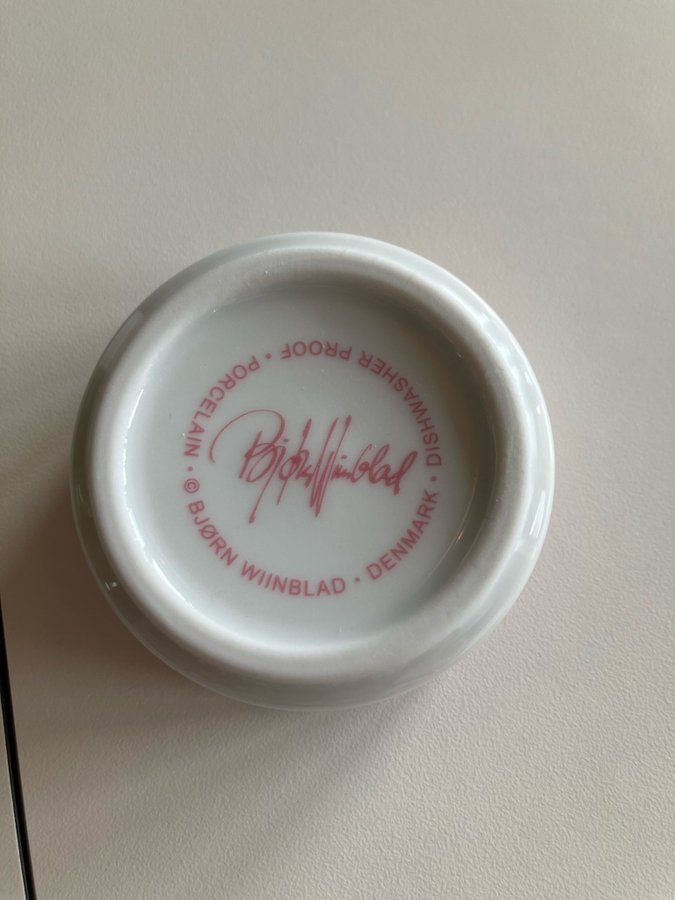 Bjørn Wiinblad
© BJØRN WIINBLAD • DENMARK • DISHWASHER PROOF • PORCELAIN •